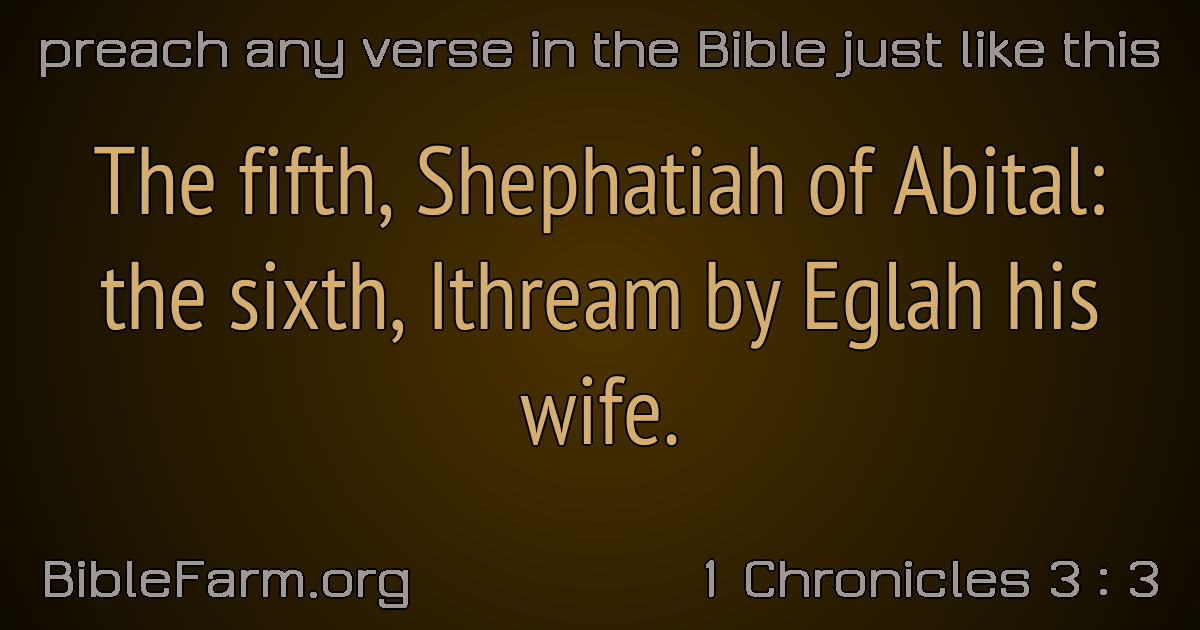 preach any verse in the Bible just like this
The fifth, Shephatiah of Abital:
the sixth, Ithream by Eglah his
wife.
BibleFarm.org
1 Chronicles 3 : 3